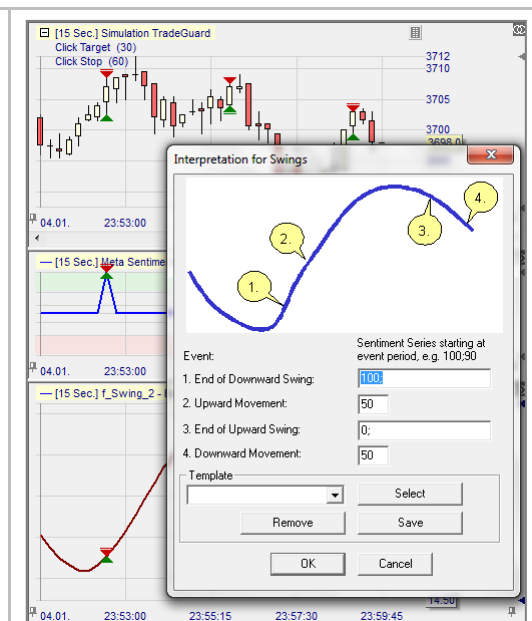 [15 Sec.] Simulation TradeGuard
Click Target (30)
Click Stop (60)
3712
3710
3705
3700
3698.0
04.01. 23:53:00
Interpretation for Swings
1.
2.
3.
4.
Event:
Sentiment Series starting at
event period, e.g. 100;90
1. End of Downward Swing: 100;
2. Upward Movement: 50
3. End of Upward Swing: 0;
4. Downward Movement: 50
Template
Select
Remove Save
OK Cancel
[15 Sec.] Meta Sentime
04.01. 23:53:00
[15 Sec.] f_Swing_2 -
14.50
04.01. 23:53:00 23:55:15 23:57:30 23:59:45